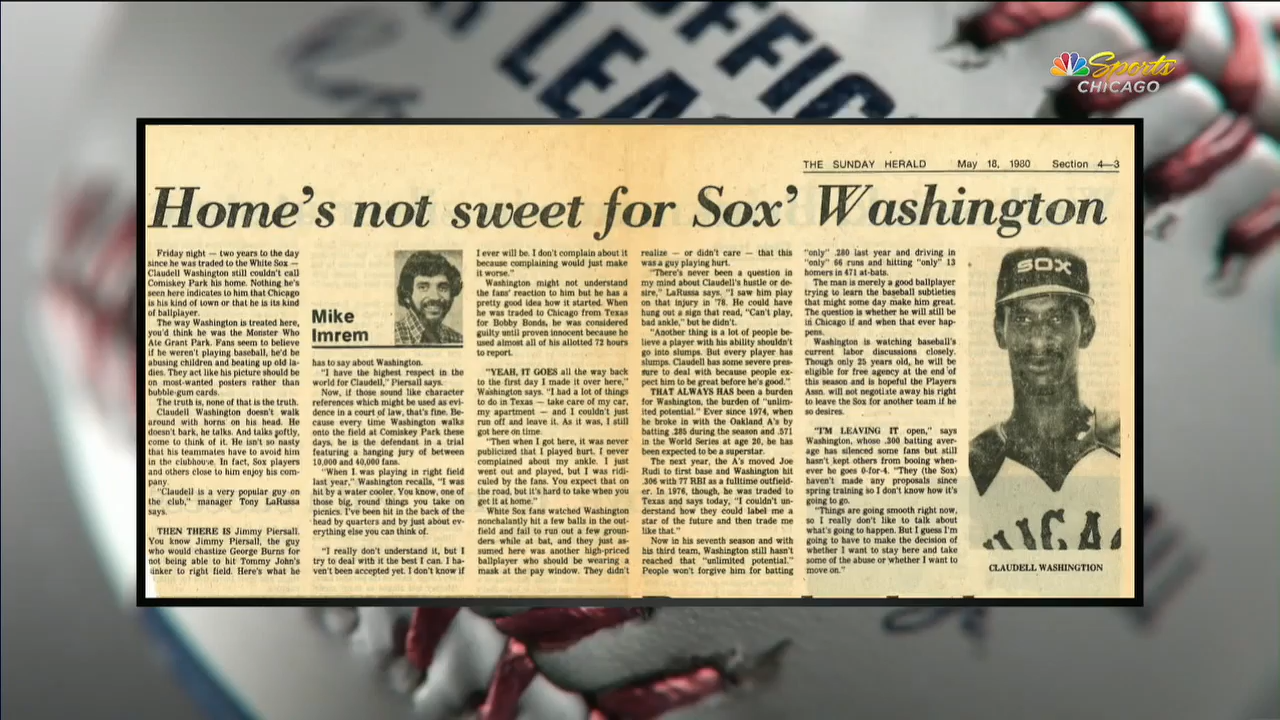 OFFIC
LEA
Sports
CHICAGO
THE SUNDAY HERALD May 18, 1980 Section 4—3
Home's not sweet for Sox' Washington
Friday night — two years to the day
since he was traded to the White Sox —
Claudell Washington still couldn't call
Comiskey Park his home. Nothing he's
seen here indicates to him that Chicago
is his kind of town or that he is its kind
of ballplayer.
The way Washington is treated here,
you'd think he was the Monster Who
Ate Grant Park. Fans seem to believe
if he weren't playing baseball, he'd be
abusing children and beating up old la-
dies. They act like his picture should be
on most-wanted posters rather than
bubble-gum cards.
The truth is, none of that is the truth.
Claudell Washington doesn't walk
around with horns on his head. He
doesn't bark, he talks. And talks softly,
come to think of it. He isn't so nasty
that his teammates have to avoid him
in the clubhouse. In fact, Sox players
and others close to him enjoy his com-
pany.
"Claudell is a very popular guy on
the club," manager Tony LaRussa
says.
THEN THERE IS Jimmy Piersall.
You know Jimmy Piersall, the guy
who would chastize George Burns for
not being able to hit Tommy John's
sinker to right field. Here's what he
Mike
Imrem
has to say about Washington.
"I have the highest respect in the
world for Claudell," Piersall says.
Now, if those sound like character
references which might be used as evi-
dence in a court of law, that's fine. Be-
cause every time Washington walks
onto the field at Comiskey Park these
days, he is the defendant in a trial
featuring a hanging jury of between
10,000 and 40,000 fans.
"When I was playing in right field
last year," Washington recalls, "I was
hit by a water cooler. You know, one of
those big, round things you take on
picnics. I've been hit in the back of the
head by quarters and by just about ev-
erything else you can think of.
"I really don't understand it, but I
try to deal with it the best I can. I ha-
ven't been accepted yet. I don't know if
I ever will be. I don't complain about it
because complaining would just make
it worse."
Washington might not understand
the fans' reaction to him but he has a
pretty good idea how it started. When
he was traded to Chicago from Texas
for Bobby Bonds, he was considered
guilty until proven innocent because he
used almost all of his allotted 72 hours
to report.
"YEAH, IT GOES all the way back
to the first day I made it over here,"
Washington says. "I had a lot of things
to do in Texas — take care of my car,
my apartment — and I couldn't just
run off and leave it. As it was, I still
got here on time.
"Then when I got here, it was never
publicized that I played hurt. I never
complained about my ankle. I just
went out and played, but I was ridi-
culed by the fans. You expect that on
the road, but it's hard to take when you
get it at home."
White Sox fans watched Washington
nonchalantly hit a few balls in the out-
field and fail to run out a few groun-
ders while at bat, and they just as-
sumed here was another high-priced
ballplayer who should be wearing a
mask at the pay window. They didn't
realize — or didn't care — that this
was a guy playing hurt.
"There's never been a question in
my mind about Claudell's hustle or de-
sire," LaRussa says. "I saw him play
on that injury in '78. He could have
hung out a sign that read, "Can't play,
bad ankle," but he didn't.
"Another thing is a lot of people be-
lieve a player with his ability shouldn't
go into slumps. But every player has
slumps. Claudell has some severe pres-
sure to deal with because people ex-
pect him to be great before he's good."
THAT ALWAYS HAS been a burden
for Washington, the burden of "unlim-
ited potential." Ever since 1974, when
he broke in with the Oakland A's by
batting .285 during the season and .571
in the World Series at age 20, he has
been expected to be a superstar.
The next year, the A's moved Joe
Rudi to first base and Washington hit
.306 with 77 RBI as a fulltime outfield-
er. In 1976, though, he was traded to
Texas and says today, "I couldn't un-
derstand how they could label me a
star of the future and then trade me
like that."
Now in his seventh season and with
his third team, Washington still hasn't
reached that "unlimited potential."
People won't forgive him for batting
"only" .280 last year and driving in
"only" 66 runs and hitting "only" 13
homers in 471 at-bats.
The man is merely a good ballplayer
trying to learn the baseball subtleties
that might some day make him great.
The question is whether he will still be
in Chicago if and when that ever hap-
pens.
Washington is watching baseball's
current labor discussions closely.
Though only 25 years old, he will be
eligible for free agency at the end of
this season and is hopeful the Players
Assn. will not negotiate away his right
to leave the Sox for another team if he
so desires.
"I'M LEAVING IT open," says
Washington, whose .300 batting aver-
age has silenced some fans but still
hasn't kept others from booing when-
ever he goes 0-for-4. "They (the Sox)
haven't made any proposals since
spring training so I don't know how it's
going to go.
"Things are going smooth right now,
so I really don't like to talk about
what's going to happen. But I guess I'm
going to have to make the decision of
whether I want to stay here and take
some of the abuse or whether I want to
move on."
SOX
CLAUDELL WASHINGTION